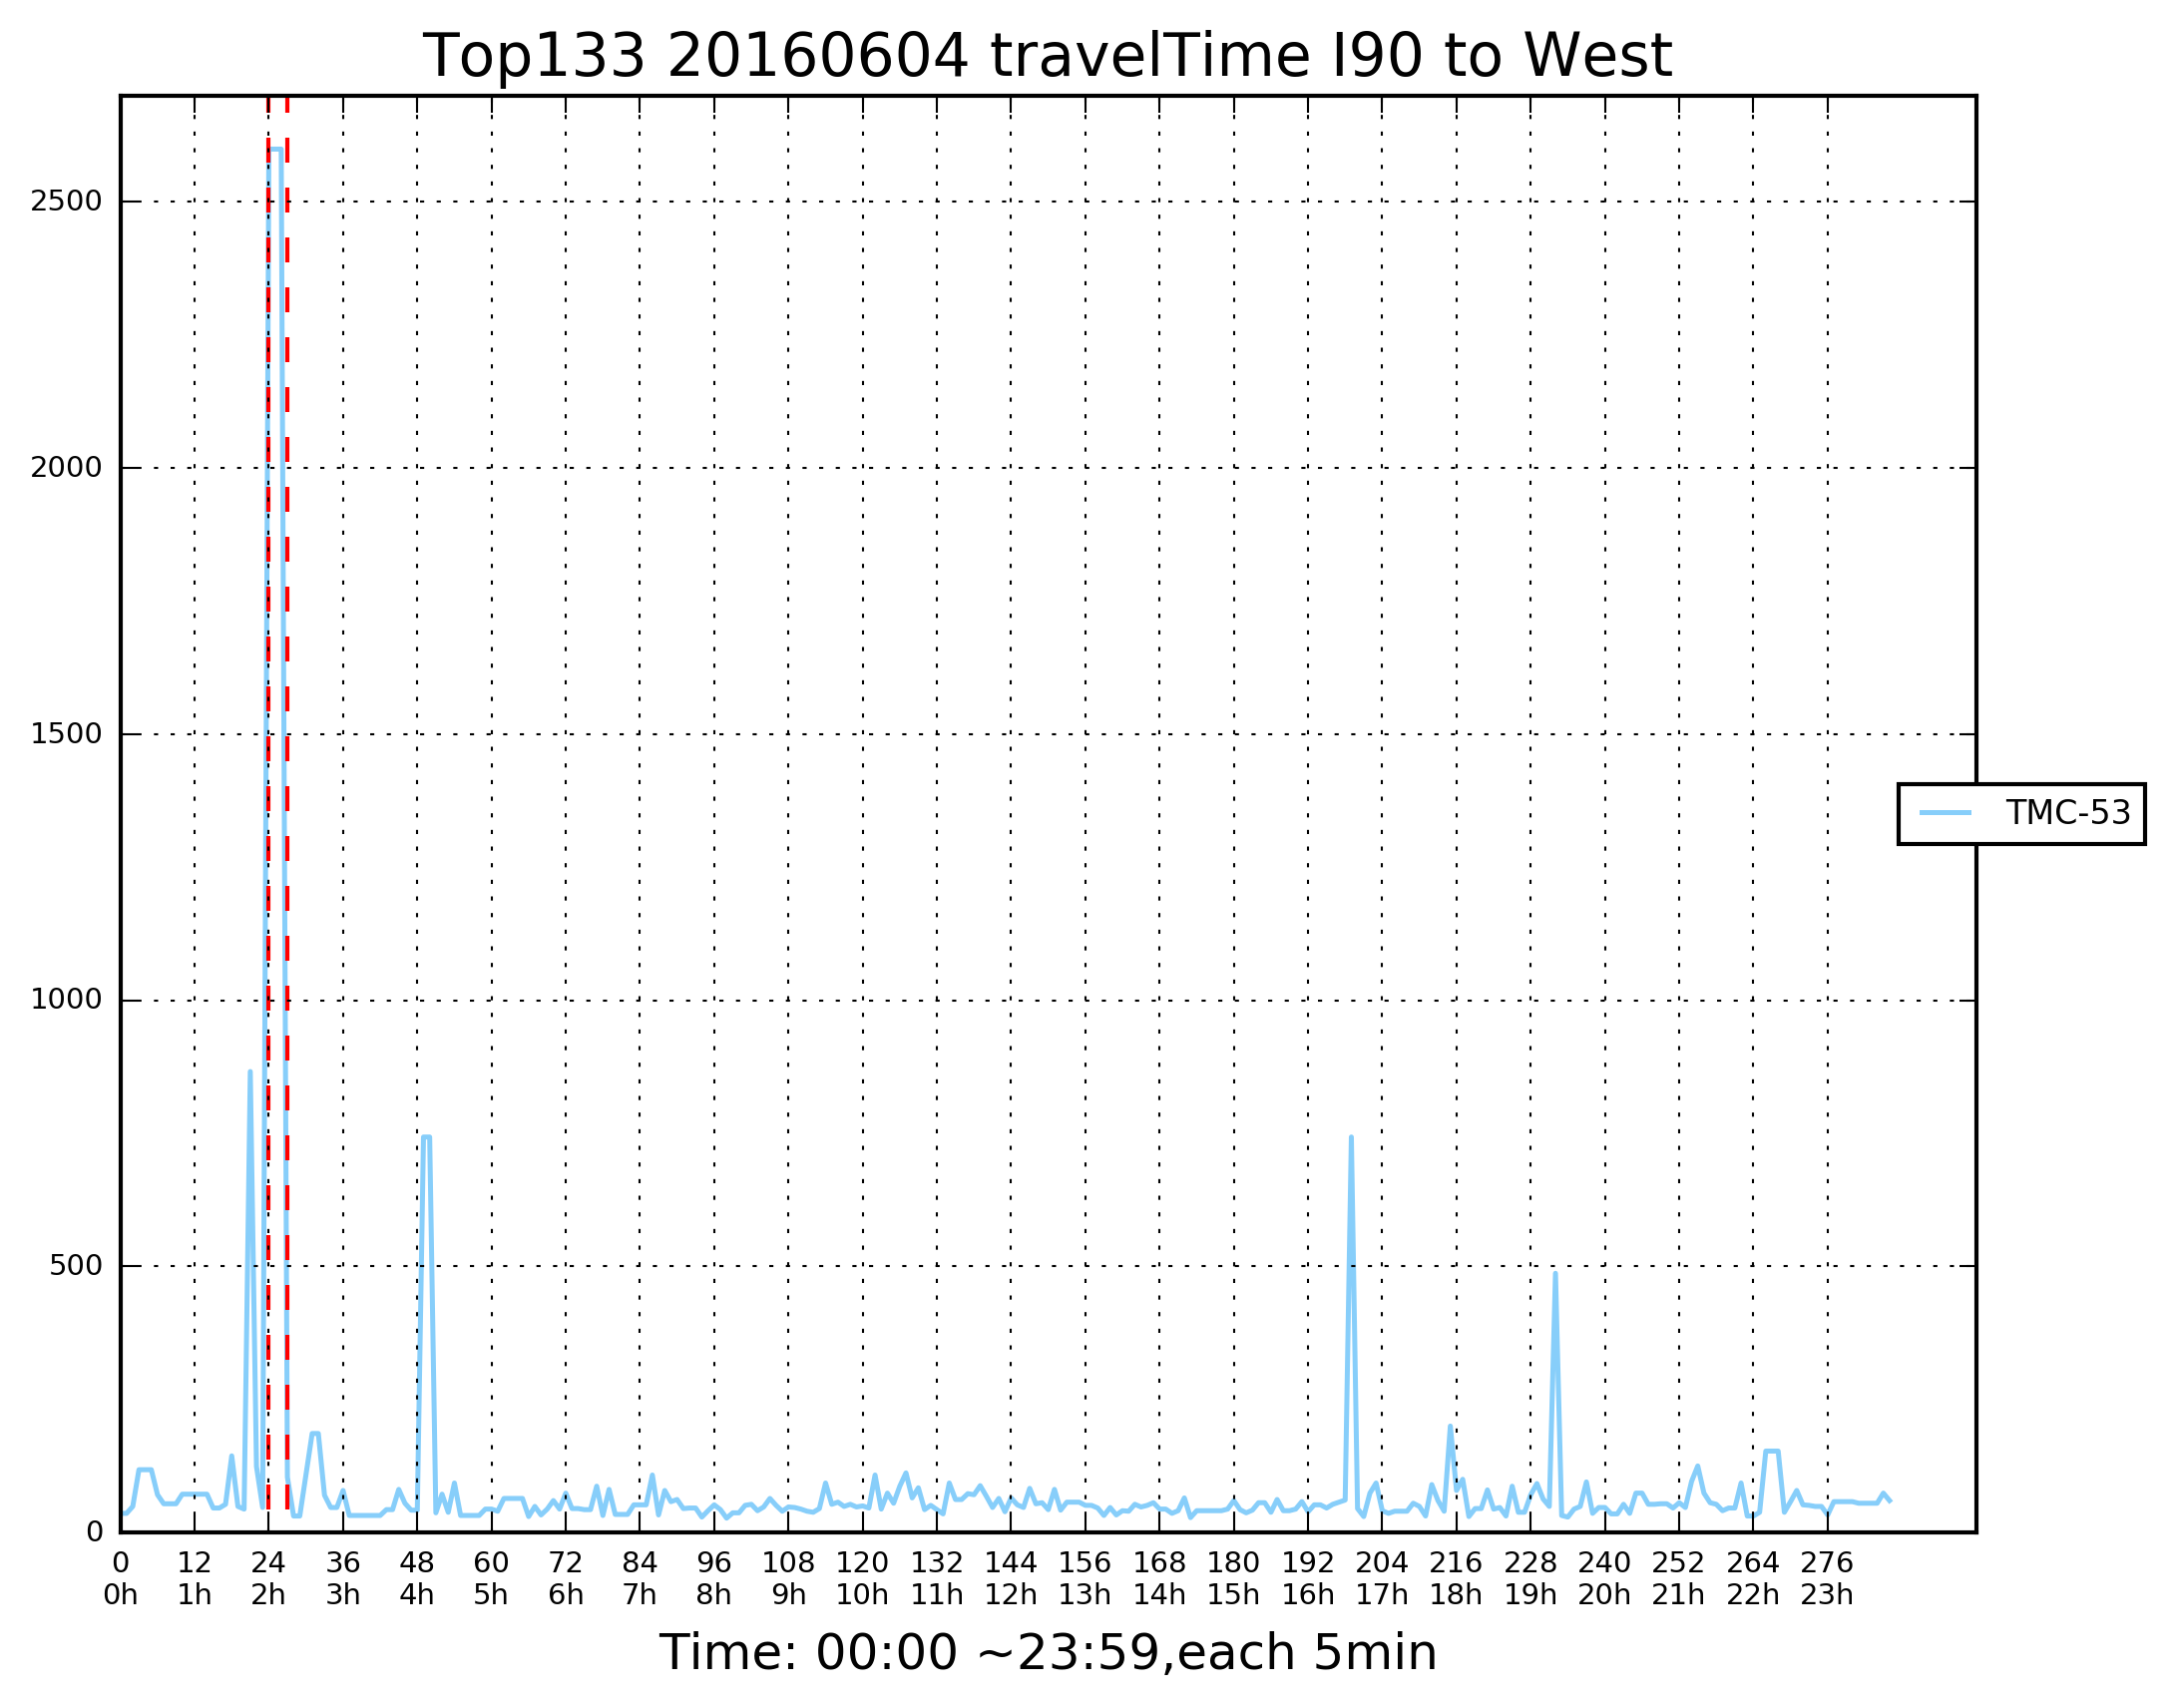 Top133 20160604 travelTime I90 to West
2500
2000
1500
1000
500
0
TMC-53
0 12 24 36 48 60 72 84 96 108 120 132 144 156 168 180 192 204 216 228 240 252 264 276
0h 1h 2h 3h 4h 5h 6h 7h 8h 9h 10h 11h 12h 13h 14h 15h 16h 17h 18h 19h 20h 21h 22h 23h
Time: 00:00 ~23:59,each 5min